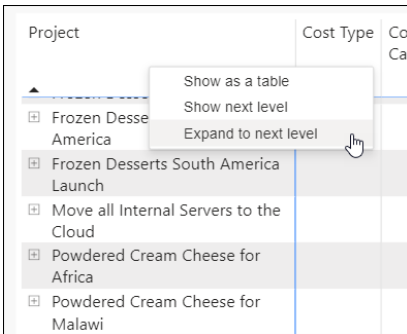 Project
Cost Type
Co
Ca
Show as a table
Show next level
Expand to next level
Frozen Desse
America
Frozen Desserts South America
Launch
Move all Internal Servers to the
Cloud
Powdered Cream Cheese for
Africa
Powdered Cream Cheese for
Malawi